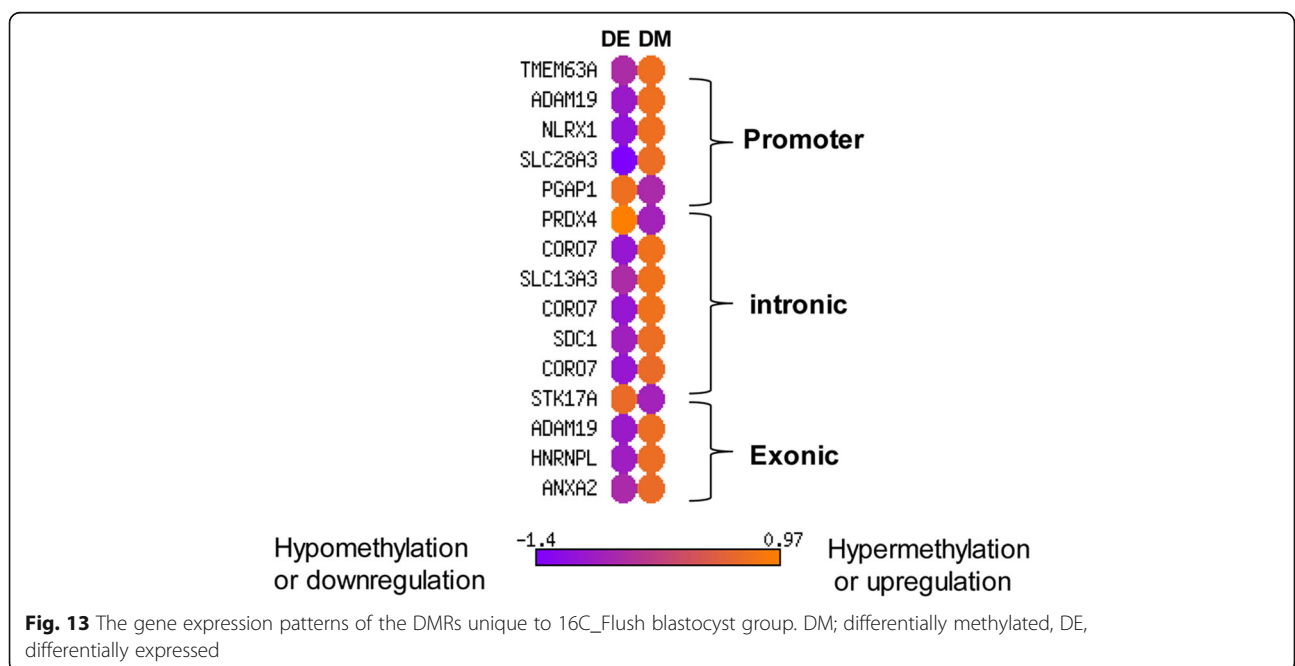 DE DM
TMEM63A
ADAM19
NLRX1
Promoter
SLC28A3
PGAP1
PRDX4
CORO7
SLC13A3
intronic
CORO7
SDC1
CORO7
STK17A
ADAM19
Exonic
HNRNPL
ANXA2
Hypomethylation
or downregulation
-1.4 0.97
Hypermethylation
or upregulation
Fig. 13 The gene expression patterns of the DMRs unique to 16C_Flush blastocyst group. DM; differentially methylated, DE,
differentially expressed